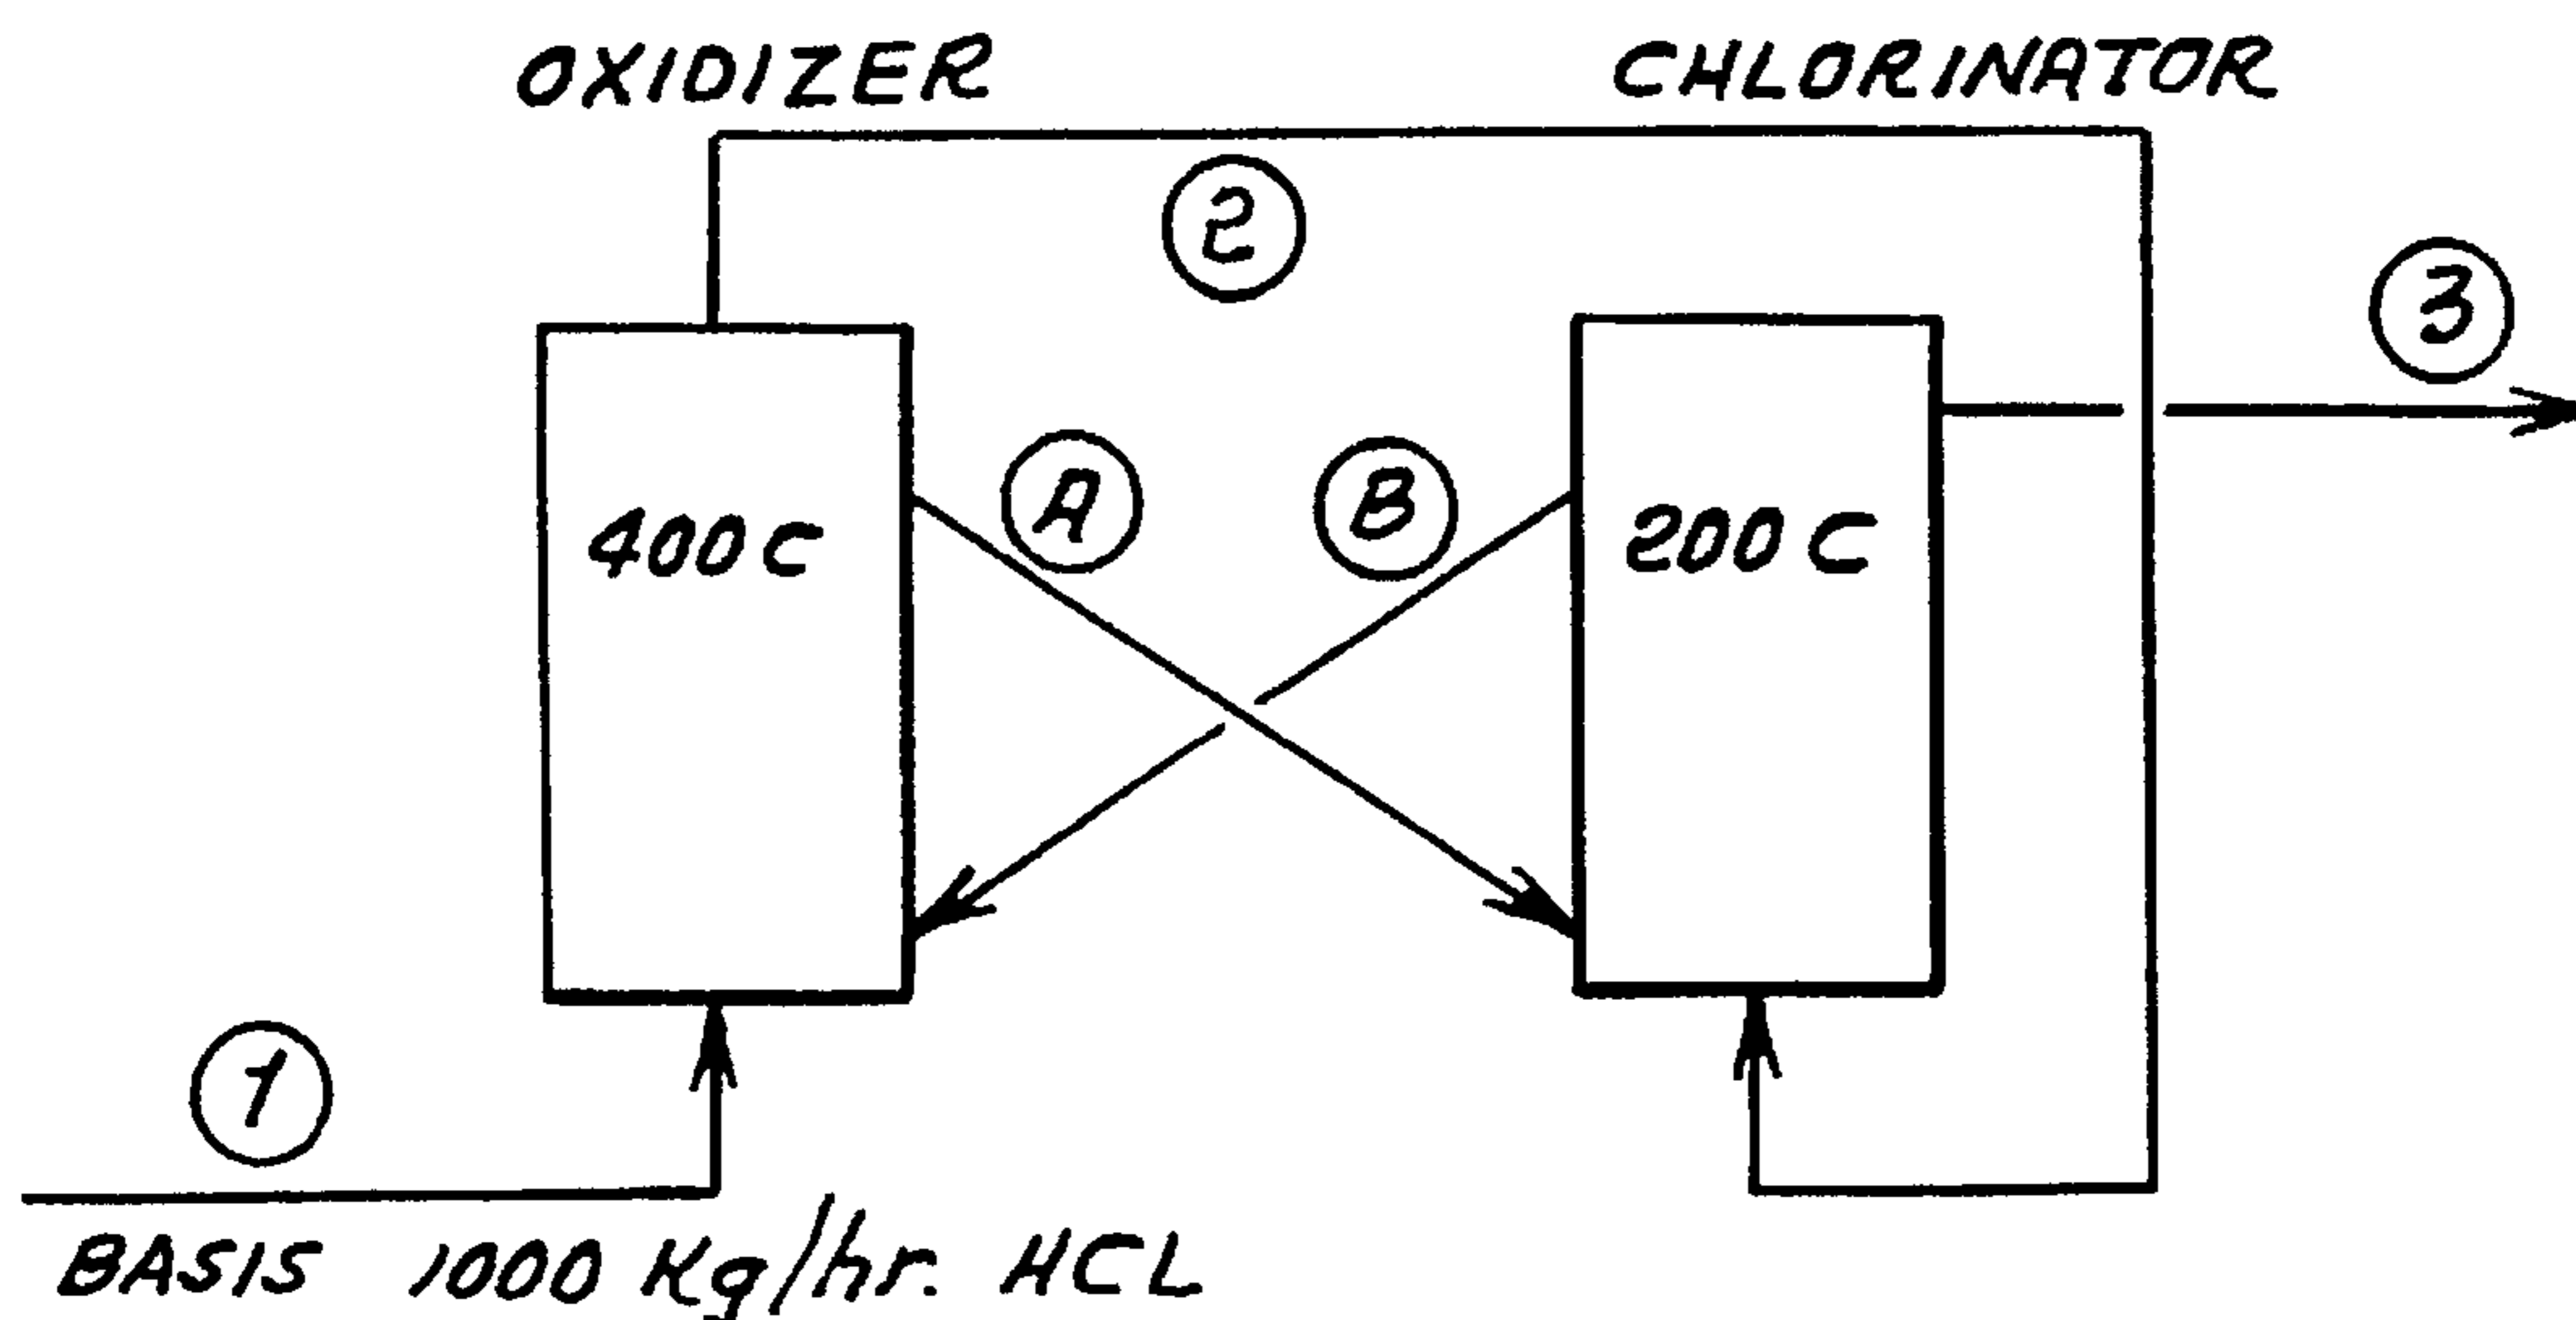 OXIDIZER
CHLORINATOR
2
3
A
B
400 C
200 C
1
BASIS 1000 Kg/hr. HCL